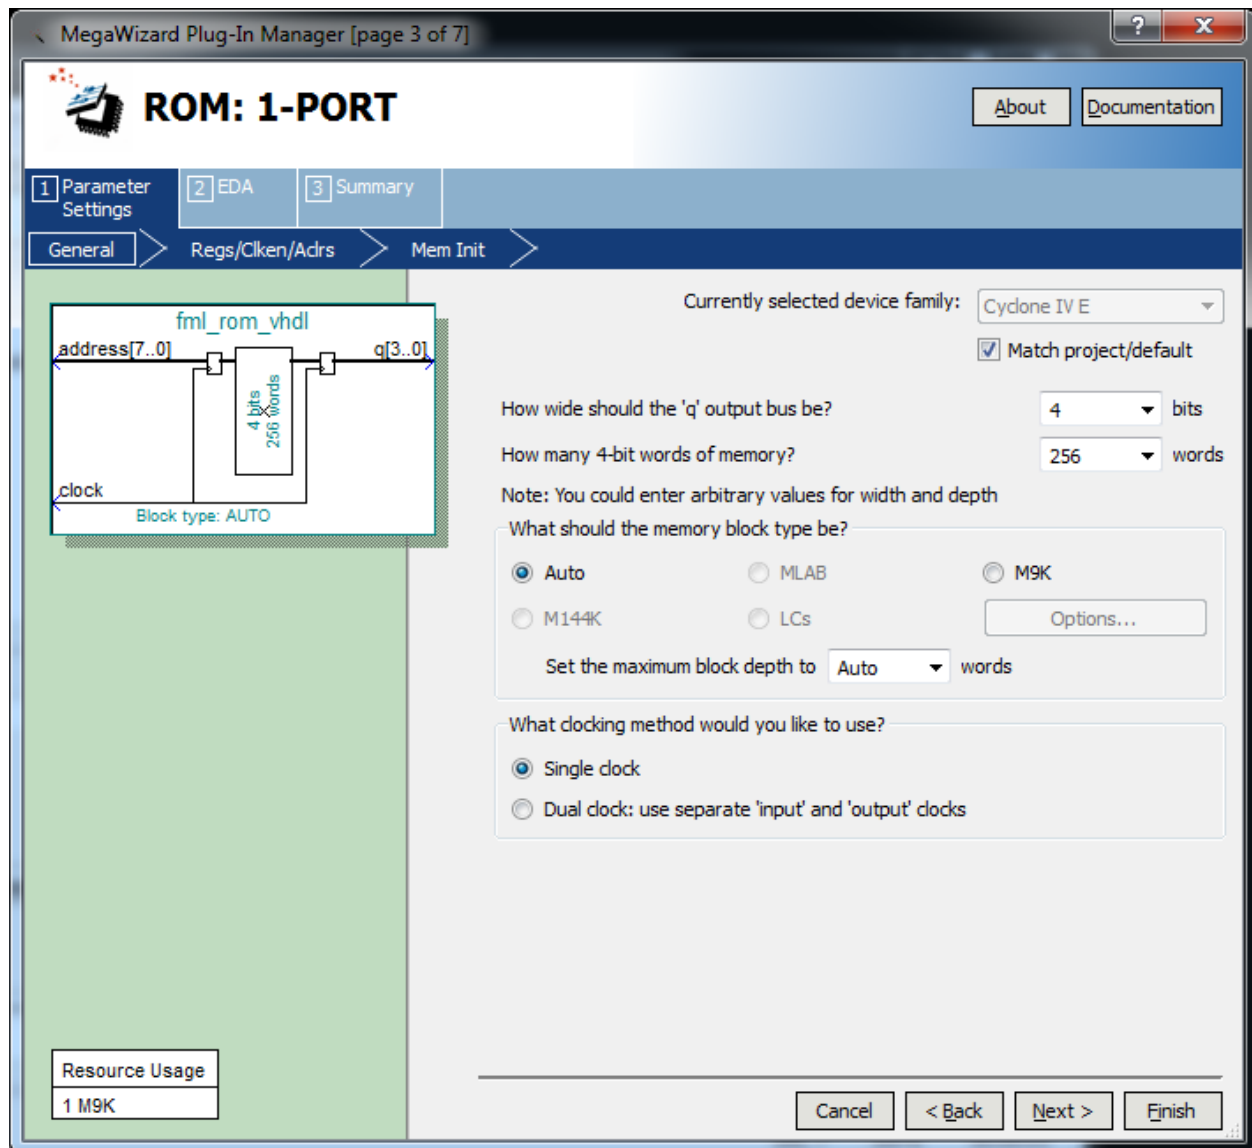 MegaWizard Plug-In Manager [page 3 of 7]
?
X
ROM: 1-PORT
About
Documentation
1 Parameter
Settings
2 EDA
3 Summary
General
Regs/Clken/Aclrs
Mem Init
fml_rom_vhdl
address[7..0]
q[3..0]
4 bits
256 words
clock
Block type: AUTO
Currently selected device family:
Cyclone IV E
Match project/default
How wide should the 'q' output bus be?
4
bits
How many 4-bit words of memory?
256
words
Note: You could enter arbitrary values for width and depth
What should the memory block type be?
Auto
MLAB
M9K
M144K
LCs
Options...
Set the maximum block depth to
Auto
words
What clocking method would you like to use?
Single clock
Dual clock: use separate 'input' and 'output' clocks
Resource Usage
1 M9K
Cancel
< Back
Next >
Finish